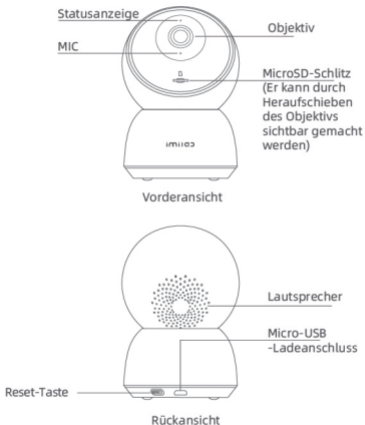 Statusanzeige
Objektiv
MIC
MicroSD-Schlitz
(Er kann durch
Heraufschieben
des Objektivs
sichtbar gemacht
werden)
imilab
Vorderansicht
Lautsprecher
Micro-USB
-Ladeanschluss
Reset-Taste
Rückansicht